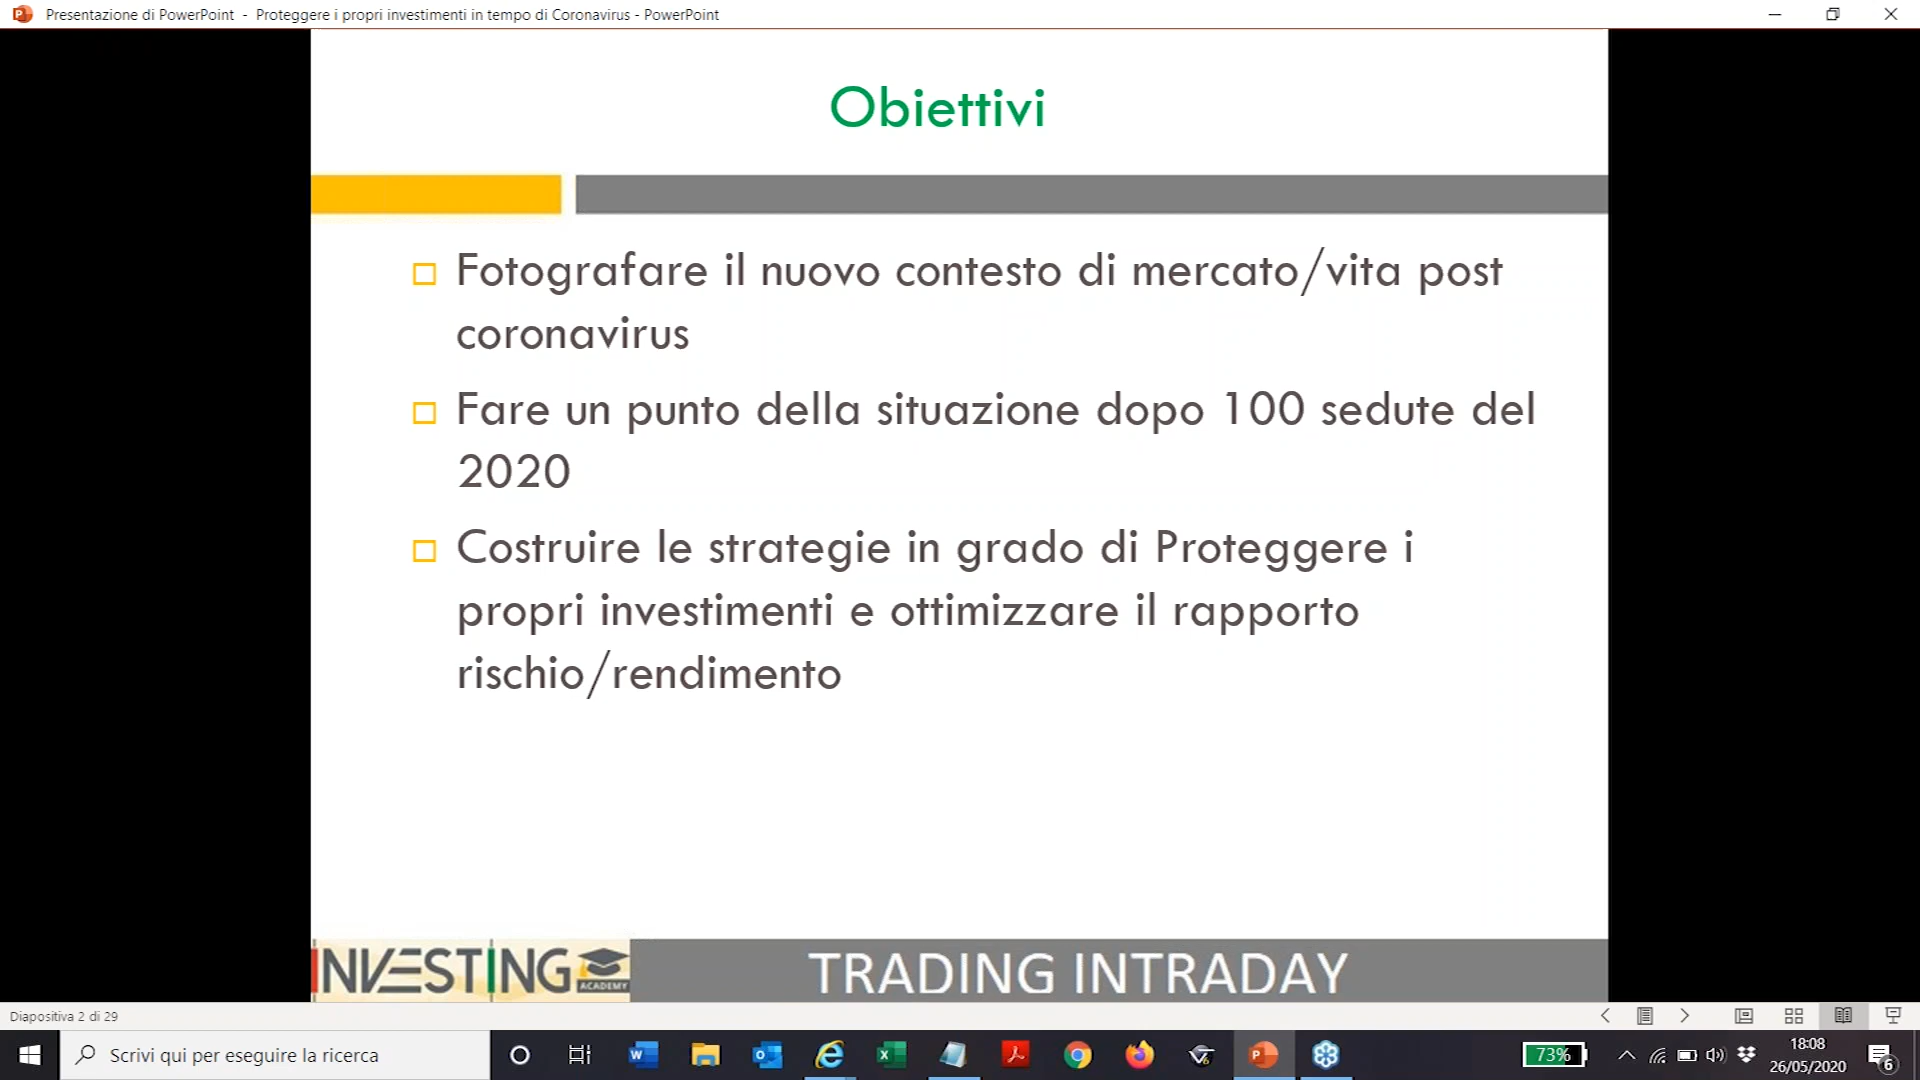 Presentazione di PowerPoint - Proteggere i propri investimenti in tempo di Coronavirus - PowerPoint
Obiettivi
Fotografare il nuovo contesto di mercato/vita post
coronavirus
Fare un punto della situazione dopo 100 sedute del
2020
Costruire le strategie in grado di Proteggere i
propri investimenti e ottimizzare il rapporto
rischio/rendimento
INVESTING
ACADEMY
TRADING INTRADAY
Diapositiva 2 di 29
Scrivi qui per eseguire la ricerca
73%
18:08
26/05/2020
6